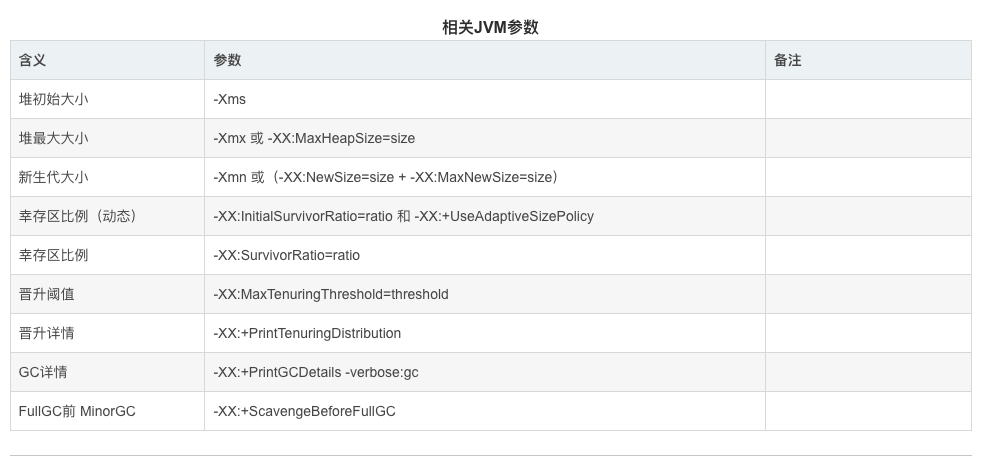 相关JVM参数
含义 参数 备注
堆初始大小 -Xms
堆最大大小 -Xmx 或 -XX:MaxHeapSize=size
新生代大小 -Xmn 或（-XX:NewSize=size + -XX:MaxNewSize=size）
幸存区比例（动态） -XX:InitialSurvivorRatio=ratio 和 -XX:+UseAdaptiveSizePolicy
幸存区比例 -XX:SurvivorRatio=ratio
晋升阈值 -XX:MaxTenuringThreshold=threshold
晋升详情 -XX:+PrintTenuringDistribution
GC详情 -XX:+PrintGCDetails -verbose:gc
FullGC前 MinorGC -XX:+ScavengeBeforeFullGC